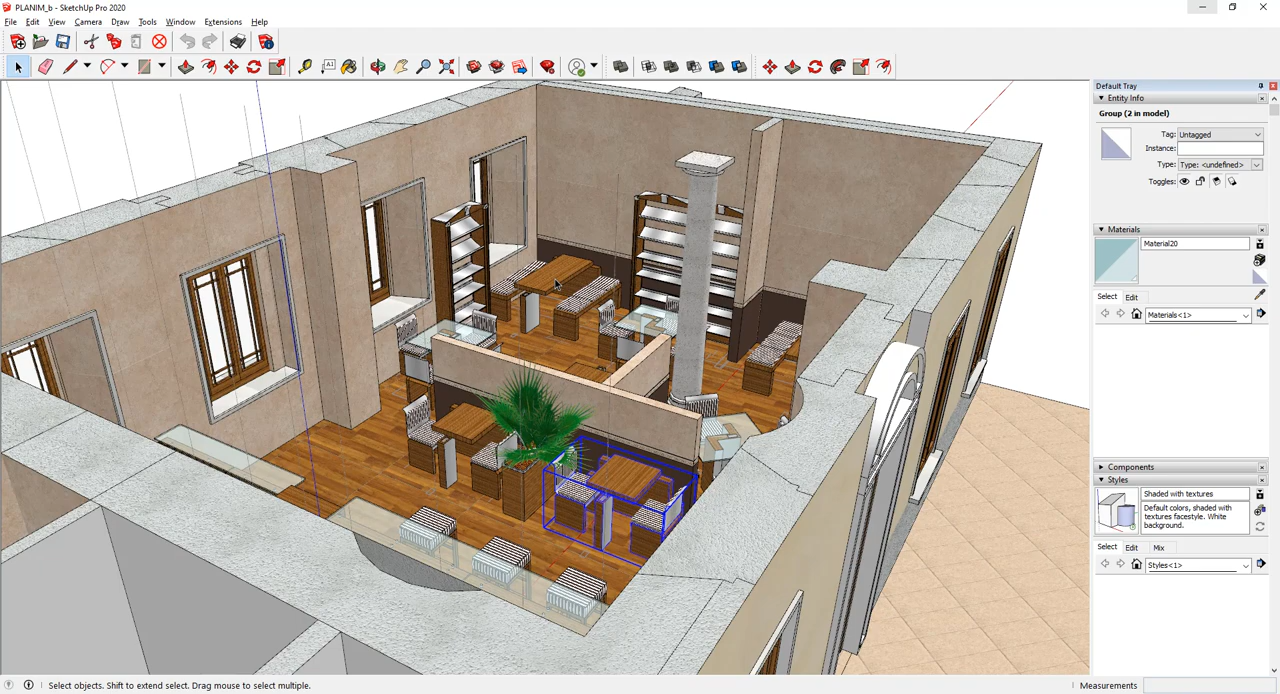 PLANIM_b - SketchUp Pro 2020
File Edit View Camera Draw Tools Window Extensions Help
A1
Default Tray
Entity Info
Group (2 in model)
Tag: Untagged
Instance:
Type: Type: <undefined>
Toggles:
Materials
Material20
Select Edit
Materials<1>
Components
Styles
Shaded with textures
Default colors, shaded with
textures facestyle. White
background.
Select Edit Mix
Styles<1>
Select objects. Shift to extend select. Drag mouse to select multiple.
Measurements